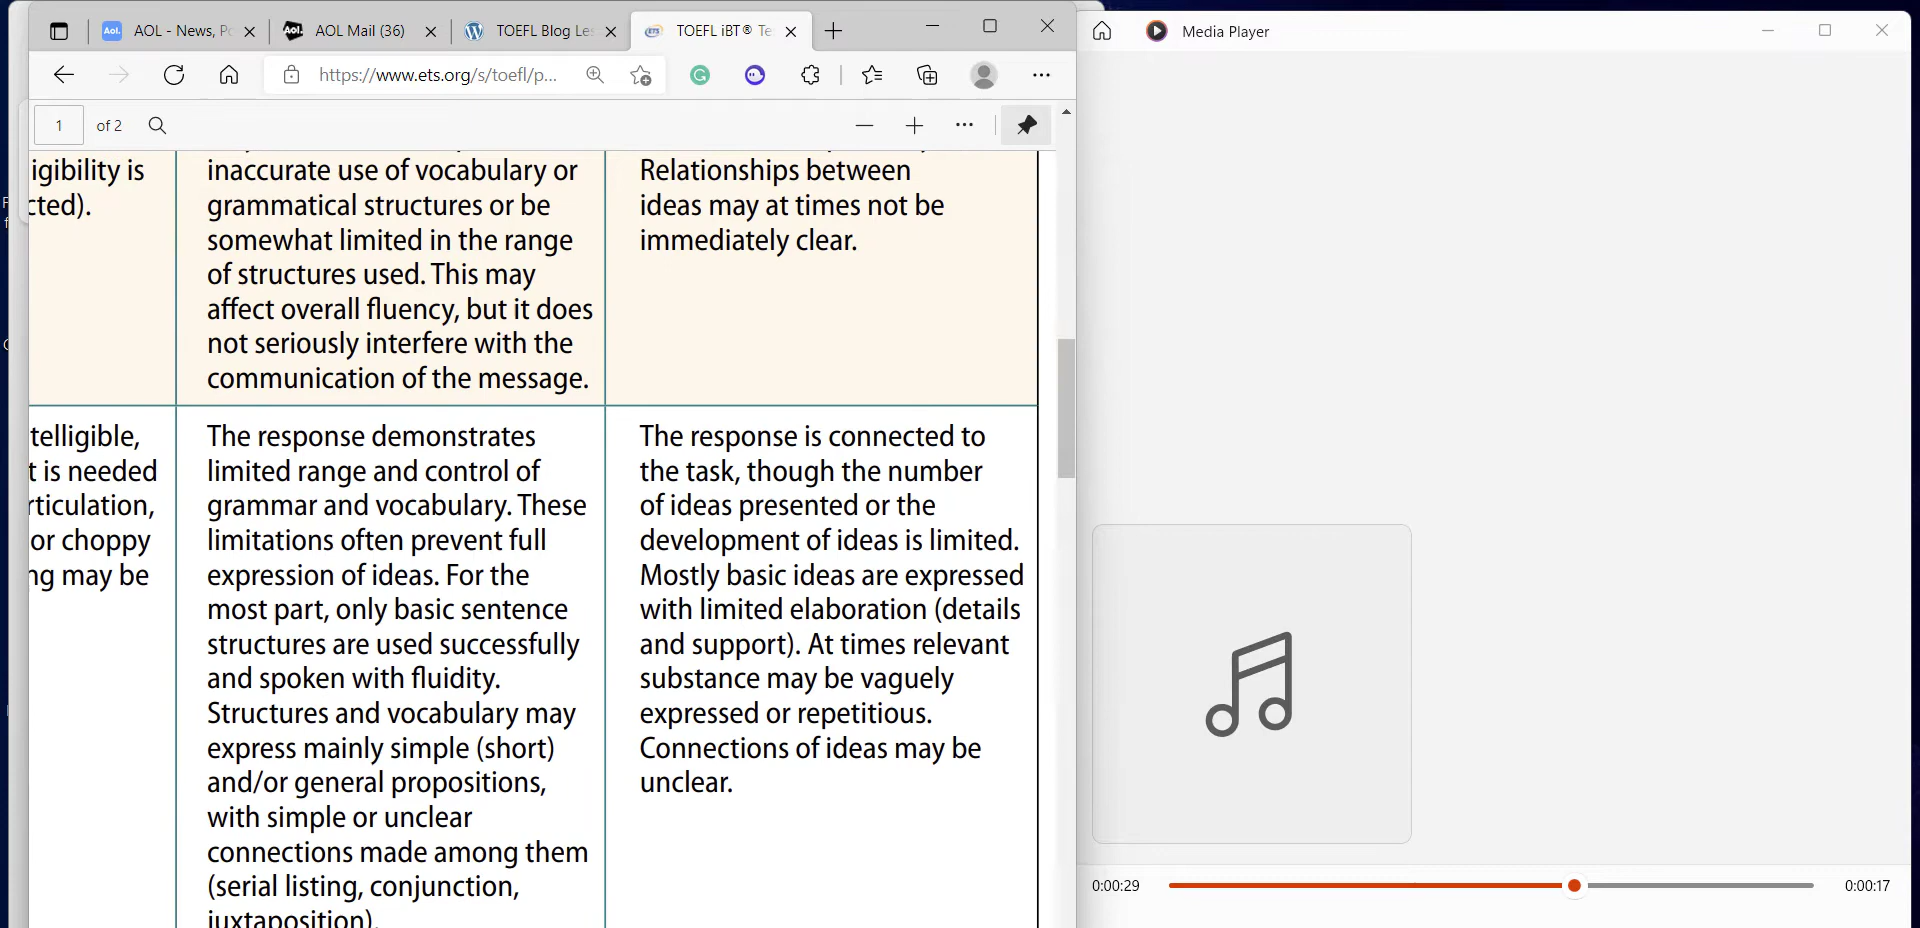 AOL - News, Po
AOL Mail (36)
TOEFL Blog Les
TOEFL iBT® Te
Media Player
https://www.ets.org/s/toefl/p...
1 of 2
igibility is
cted).
inaccurate use of vocabulary or
grammatical structures or be
somewhat limited in the range
of structures used. This may
affect overall fluency, but it does
not seriously interfere with the
communication of the message.
Relationships between
ideas may at times not be
immediately clear.
telligible,
t is needed
rticulation,
or choppy
ng may be
The response demonstrates
limited range and control of
grammar and vocabulary. These
limitations often prevent full
expression of ideas. For the
most part, only basic sentence
structures are used successfully
and spoken with fluidity.
Structures and vocabulary may
express mainly simple (short)
and/or general propositions,
with simple or unclear
connections made among them
(serial listing, conjunction,
juxtaposition).
The response is connected to
the task, though the number
of ideas presented or the
development of ideas is limited.
Mostly basic ideas are expressed
with limited elaboration (details
and support). At times relevant
substance may be vaguely
expressed or repetitious.
Connections of ideas may be
unclear.
0:00:29
0:00:17